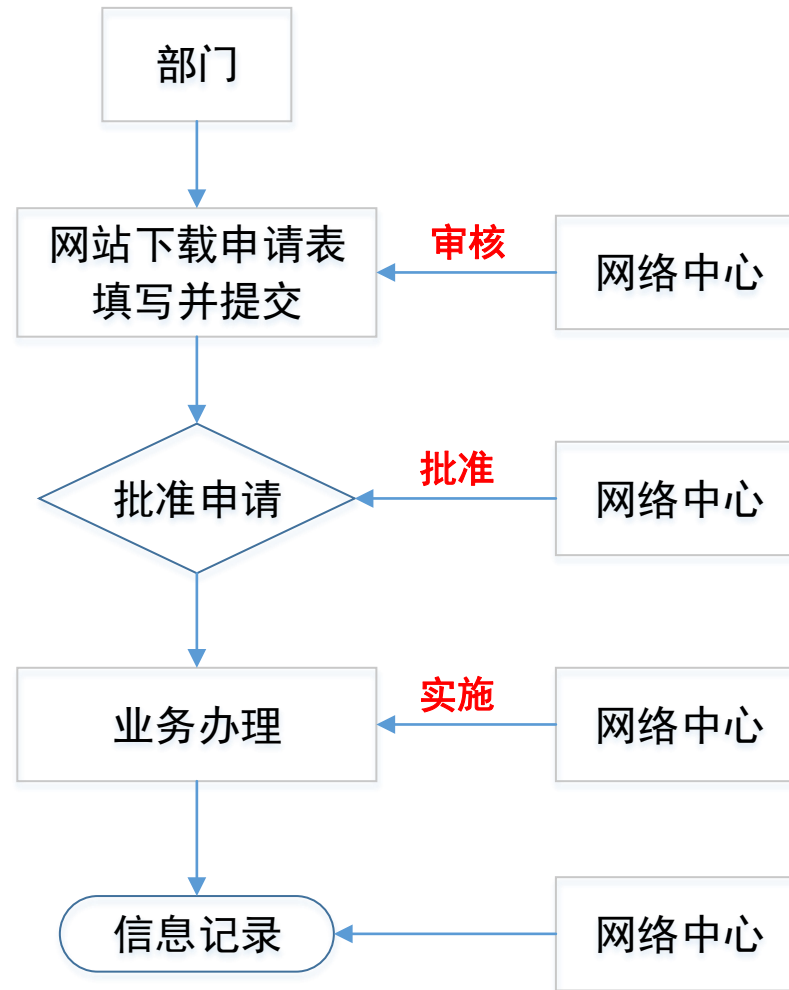 部门
网站下载申请表
填写并提交
审核
网络中心
批准申请
批准
网络中心
业务办理
实施
网络中心
信息记录
网络中心